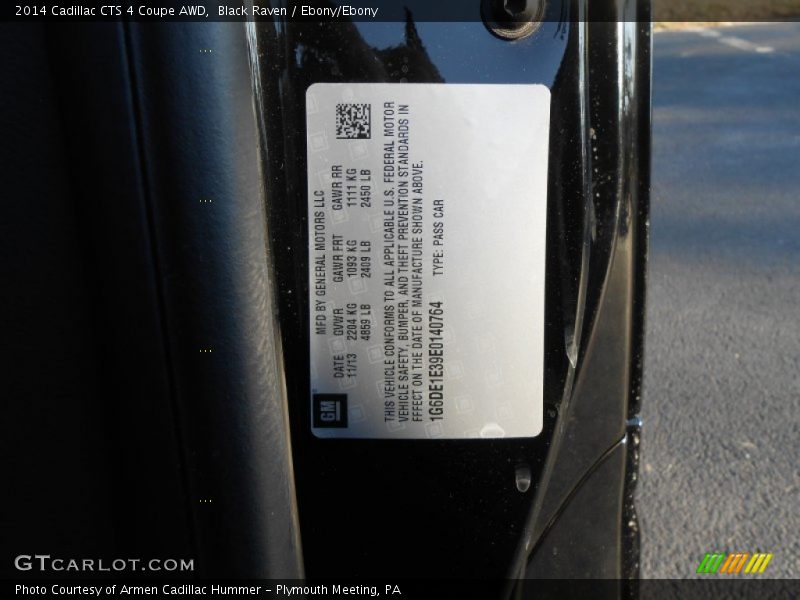 2014 Cadillac CTS 4 Coupe AWD,  Black Raven / Ebony/Ebony
MFD BY GENERAL MOTORS LLC
DATE GVWR GAWR FRT GAWR RR
11/13 2204 KG 1093 KG 1111 KG
4859 LB 2409 LB 2450 LB
THIS VEHICLE CONFORMS TO ALL APPLICABLE U.S. FEDERAL MOTOR
VEHICLE SAFETY, BUMPER, AND THEFT PREVENTION STANDARDS IN
EFFECT ON THE DATE OF MANUFACTURE SHOWN ABOVE.
1G6DE1E39E0140764 TYPE: PASS CAR
GM
GTCARLOT.COM
Photo Courtesy of Armen Cadillac Hummer – Plymouth Meeting, PA